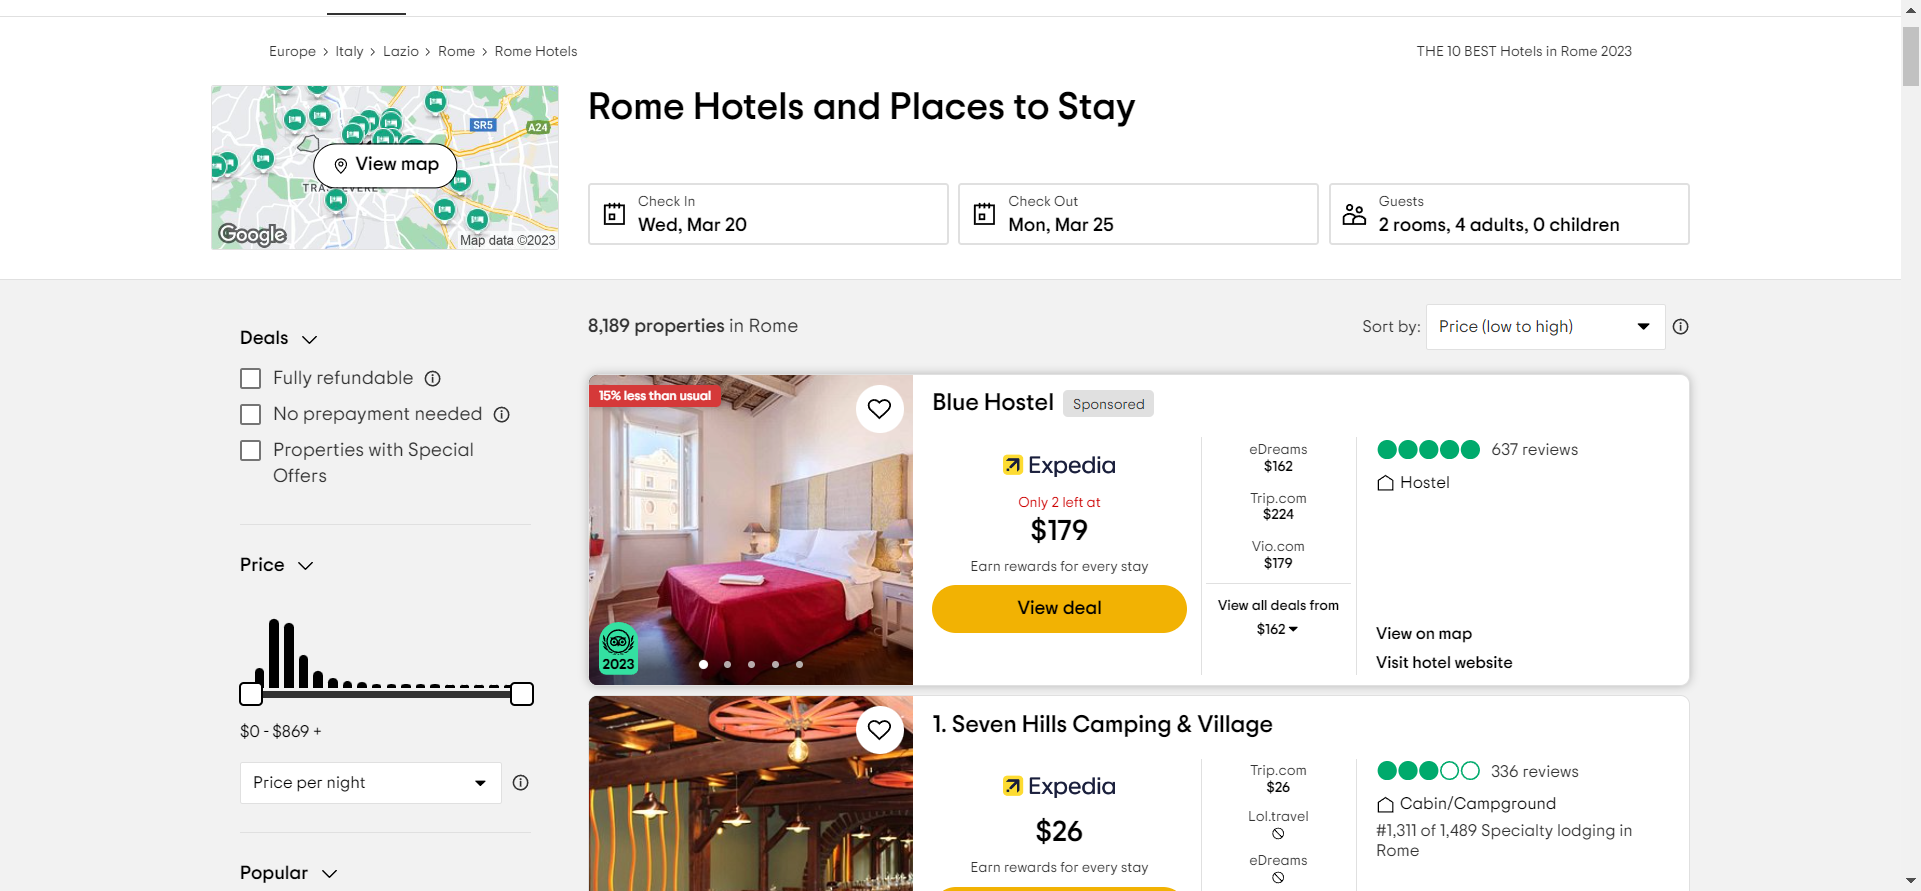 Europe > Italy > Lazio > Rome > Rome Hotels
THE 10 BEST Hotels in Rome 2023
SR5
A24
View map
Google
Map data ©2023
Rome Hotels and Places to Stay
Check In
Wed, Mar 20
Check Out
Mon, Mar 25
Guests
2 rooms, 4 adults, 0 children
Deals
Fully refundable
No prepayment needed
Properties with Special
Offers
Price
$0 - $869 +
Price per night
Popular
8,189 properties in Rome
Sort by: Price (low to high)
15% less than usual
2023
Blue Hostel Sponsored
Expedia
Only 2 left at
$179
Earn rewards for every stay
View deal
eDreams
$162
Trip.com
$224
Vio.com
$179
View all deals from
$162
637 reviews
Hostel
View on map
Visit hotel website
1. Seven Hills Camping & Village
Expedia
$26
Earn rewards for every stay
Trip.com
$26
Lol.travel
eDreams
336 reviews
Cabin/Campground
#1,311 of 1,489 Specialty lodging in
Rome